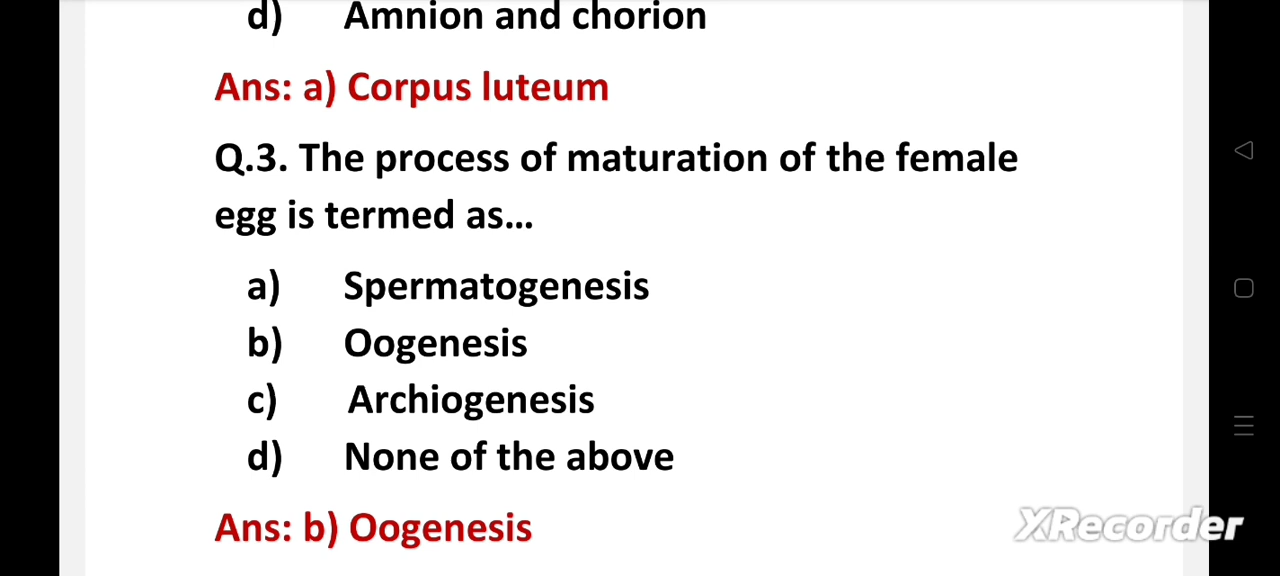 d) Amnion and chorion
Ans: a) Corpus luteum
Q.3. The process of maturation of the female
egg is termed as...
a) Spermatogenesis
b) Oogenesis
c) Archiogenesis
d) None of the above
Ans: b) Oogenesis
XRecorder